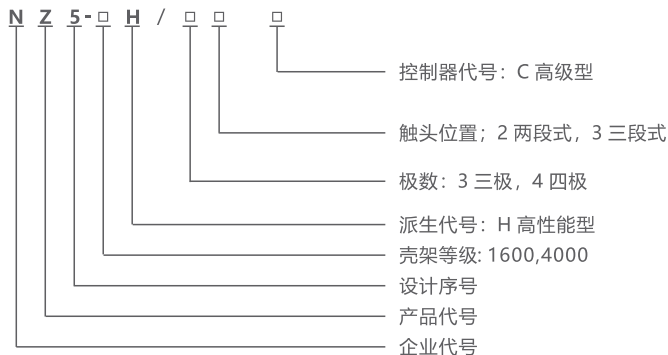 NZ5-□H/□□ □
控制器代号：C 高级型
触头位置；2 两段式，3 三段式
极数：3 三极，4 四极
派生代号：H 高性能型
壳架等级: 1600,4000
设计序号
产品代号
企业代号